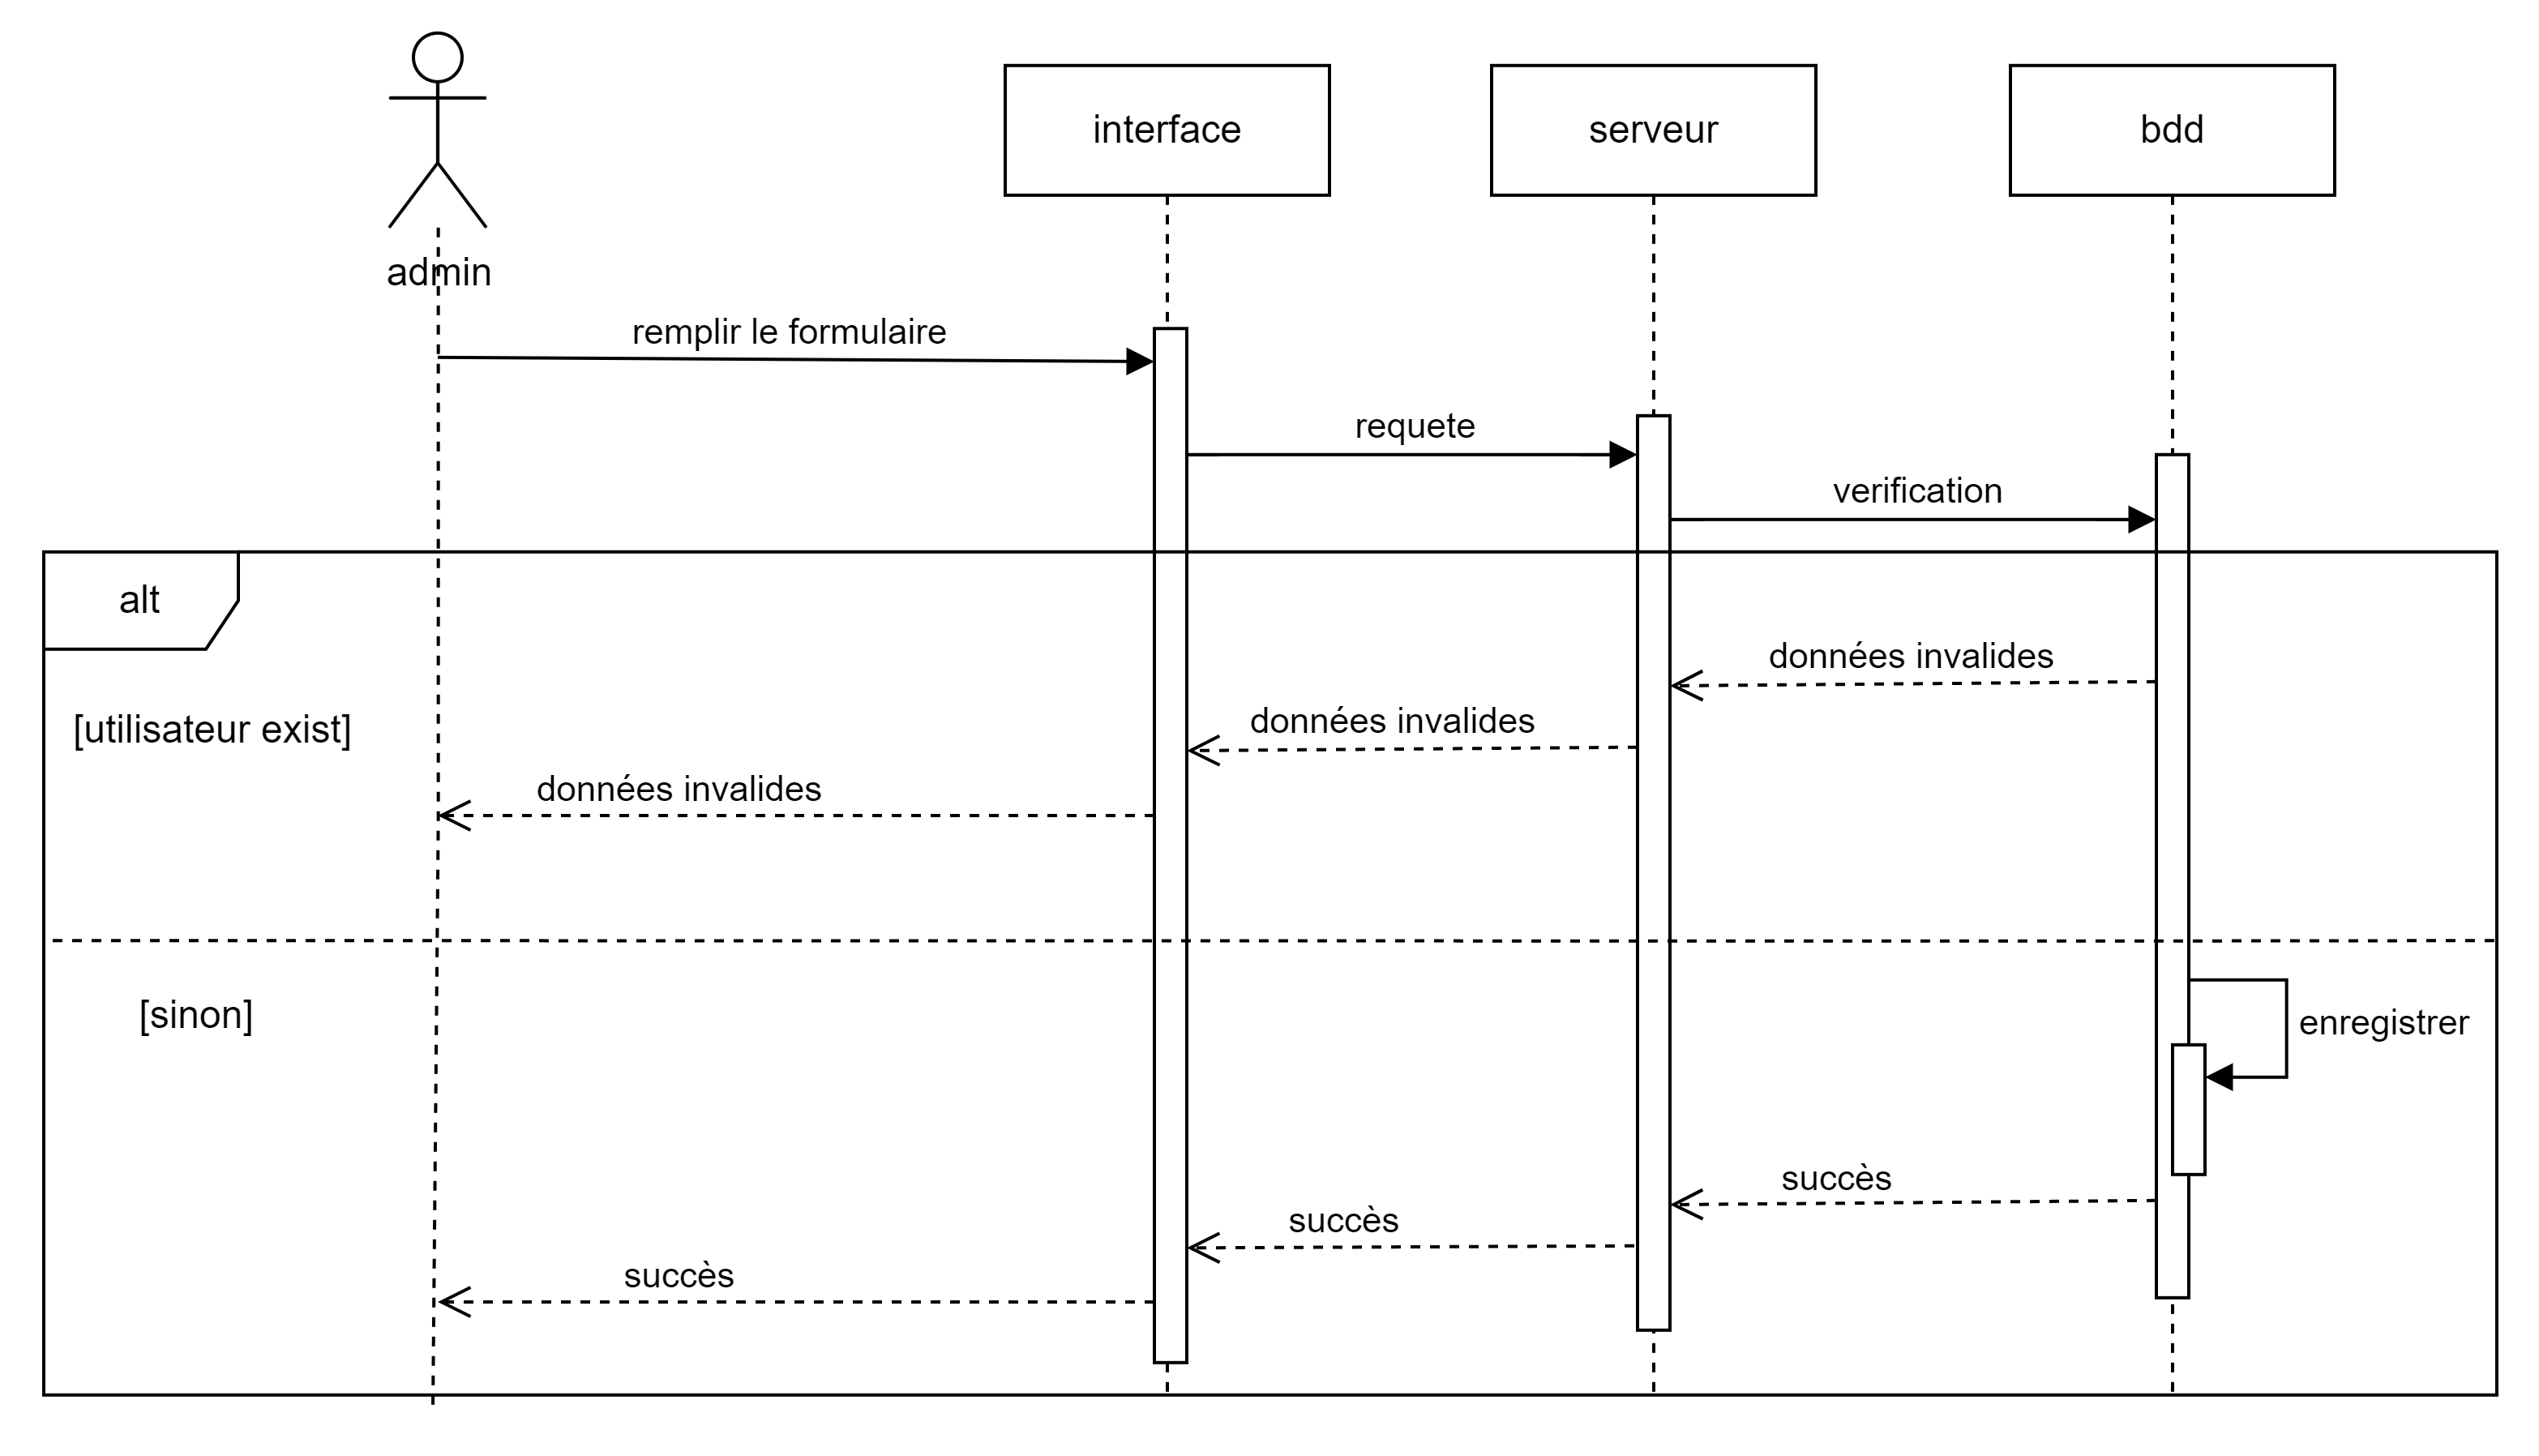 interface
serveur
bdd
admin
remplir le formulaire
requete
verification
alt
données invalides
données invalides
[utilisateur exist]
données invalides
[sinon]
enregistrer
succès
succès
succès